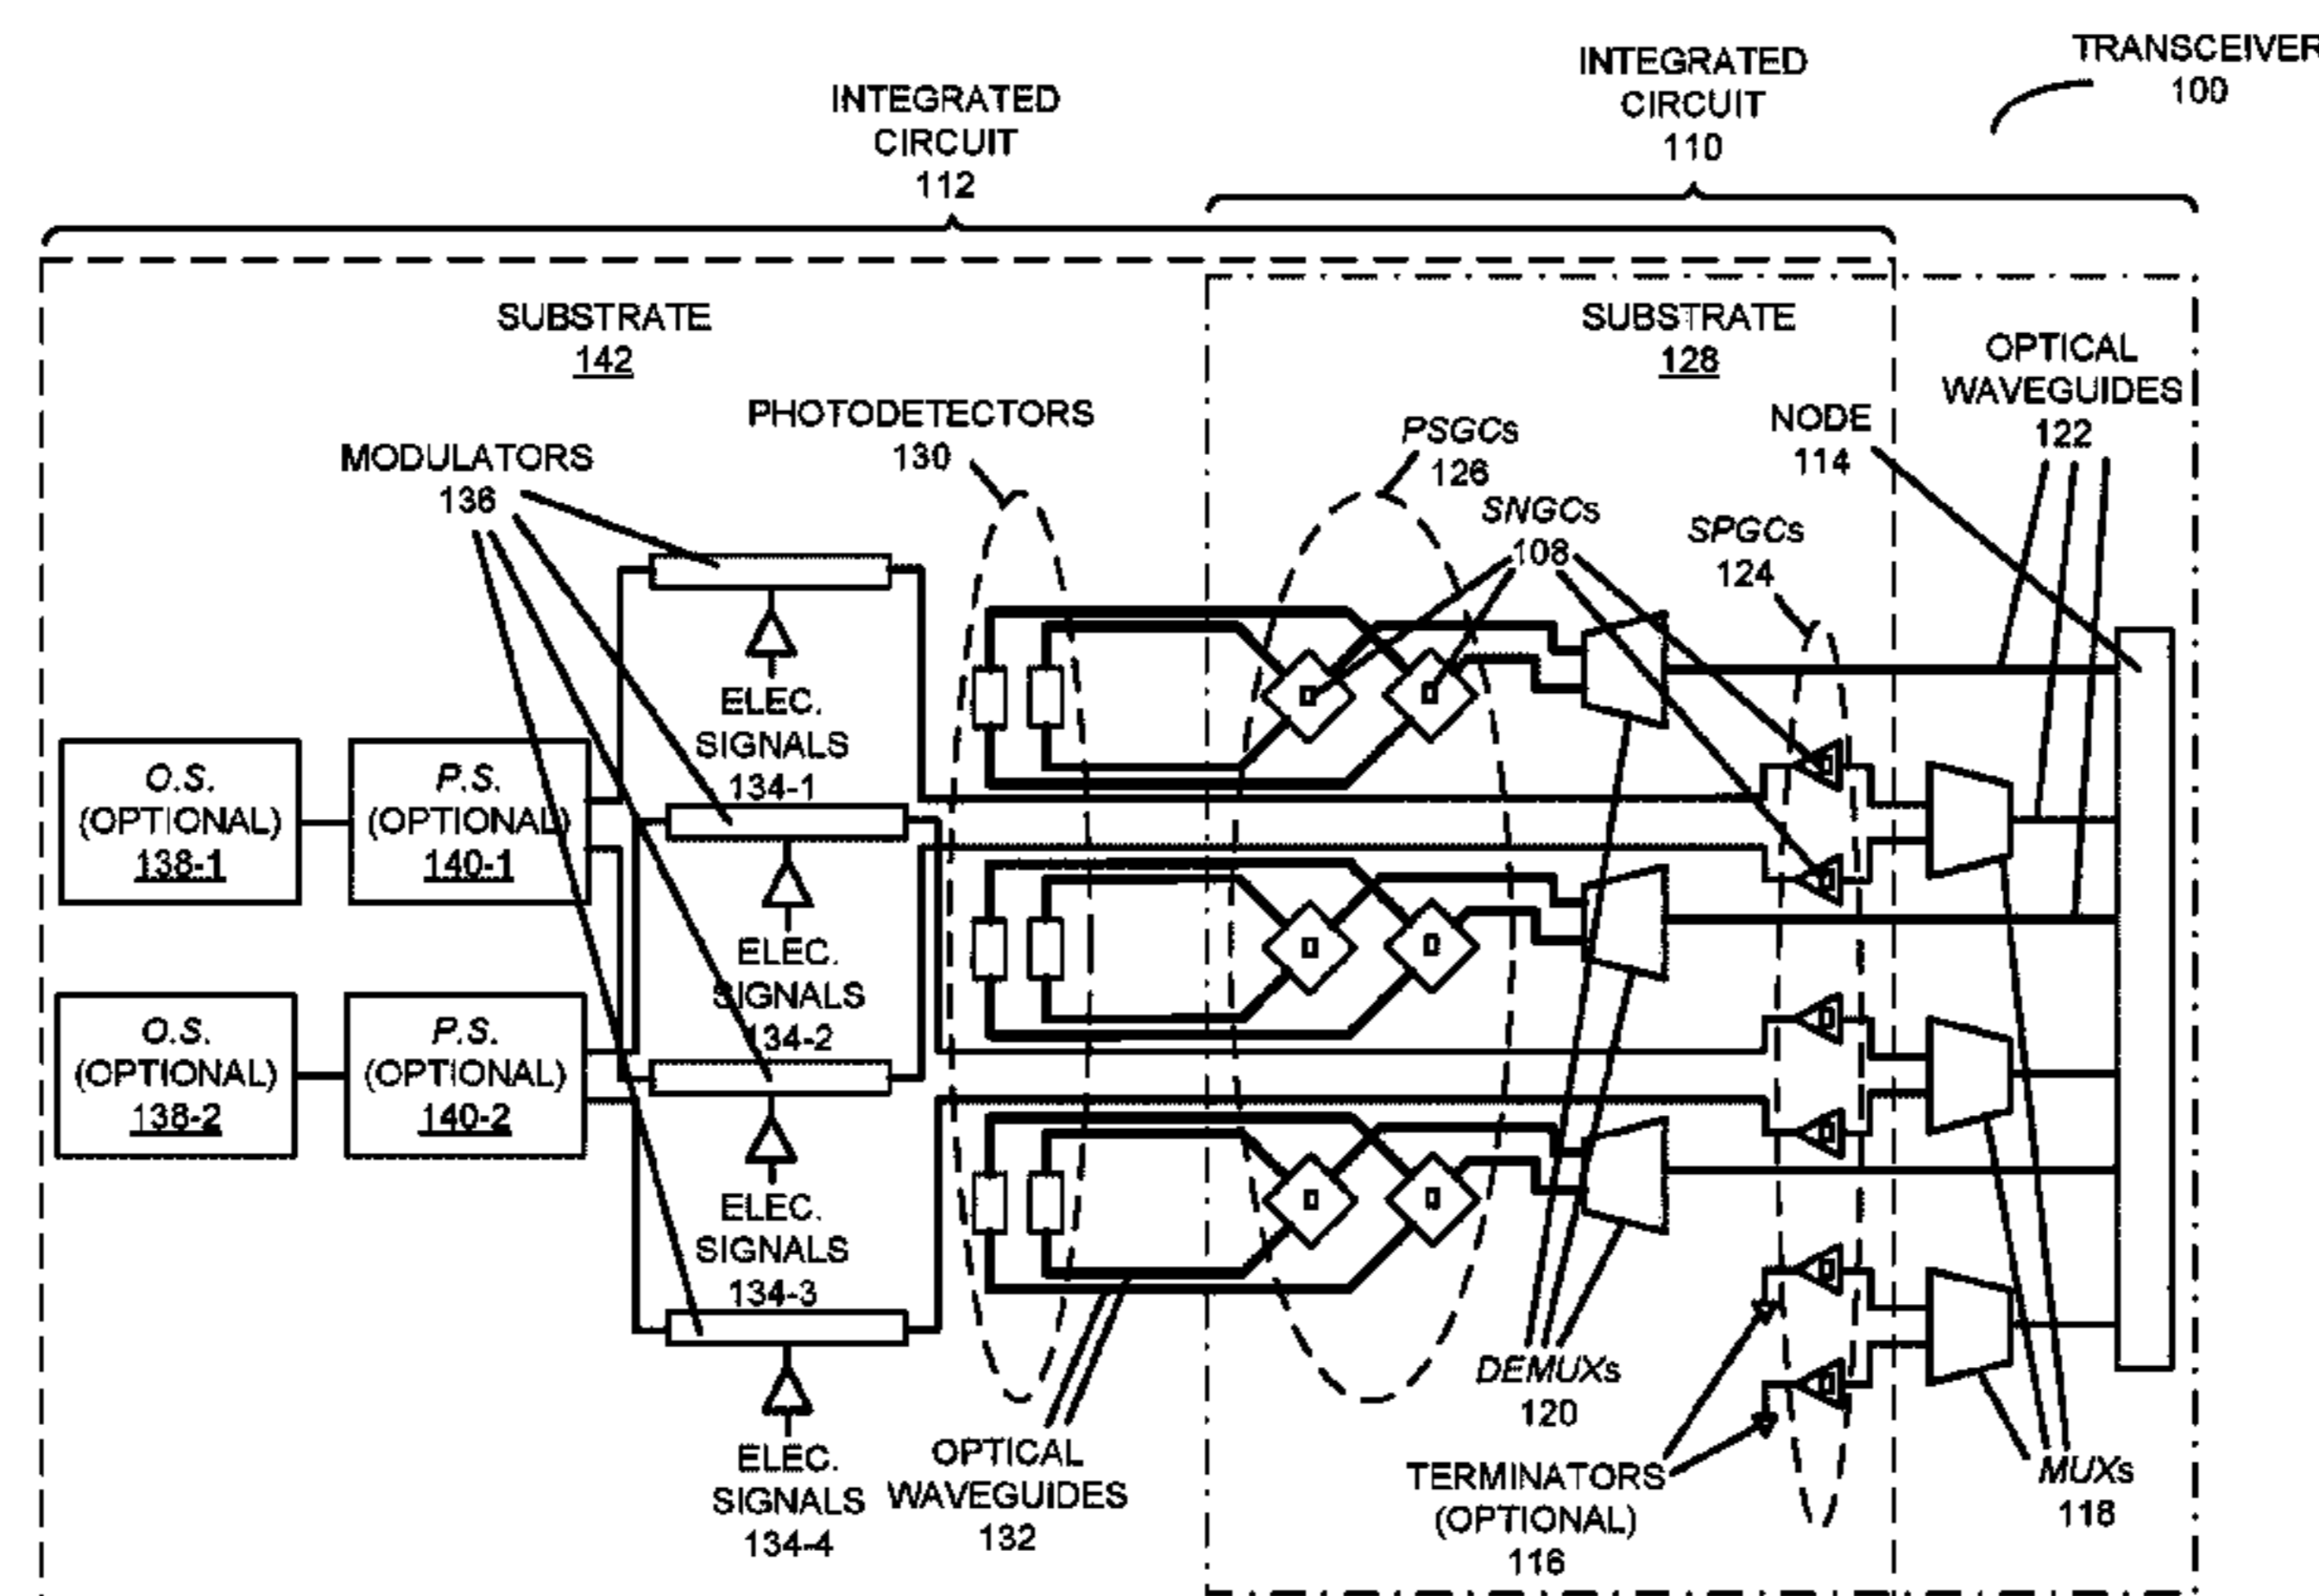 TRANSCEIVER
100
INTEGRATED
CIRCUIT
110
INTEGRATED
CIRCUIT
112
SUBSTRATE
142
SUBSTRATE
128
OPTICAL
WAVEGUIDES
122
NODE
114
PHOTODETECTORS
130
PSGCs
126
MODULATORS
136
SNGCs
108
SPGCs
124
ELEC.
SIGNALS
134-1
O.S.
(OPTIONAL)
138-1
P.S.
(OPTIONAL)
140-1
ELEC.
SIGNALS
134-2
O.S.
(OPTIONAL)
138-2
P.S.
(OPTIONAL)
140-2
ELEC.
SIGNALS
134-3
DEMUXs
120
ELEC.
SIGNALS
134-4
OPTICAL
WAVEGUIDES
132
TERMINATORS
(OPTIONAL)
116
MUXs
118